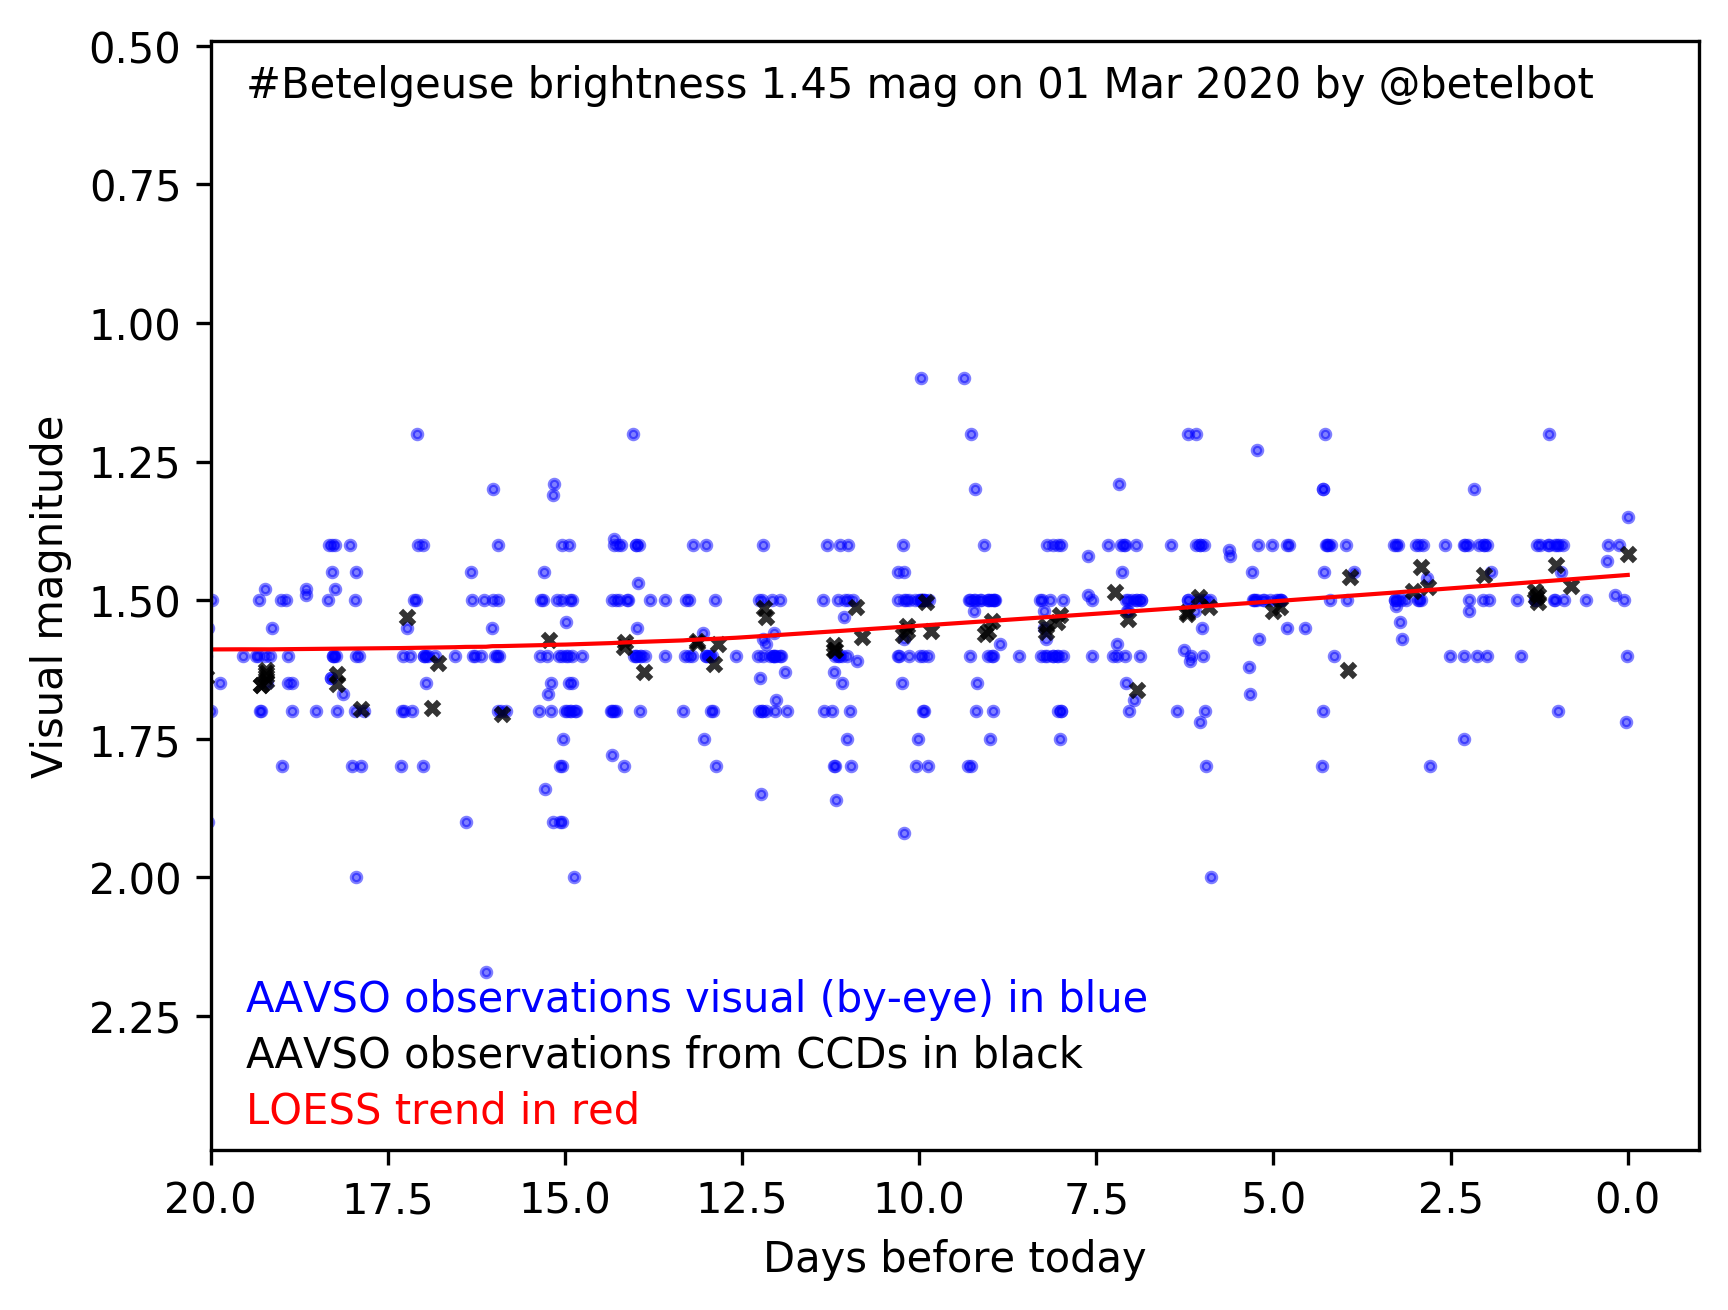 #Betelgeuse brightness 1.45 mag on 01 Mar 2020 by @betelbot
0.50
0.75
1.00
1.25
1.50
1.75
2.00
2.25
Visual magnitude
AAVSO observations visual (by-eye) in blue
AAVSO observations from CCDs in black
LOESS trend in red
20.0 17.5 15.0 12.5 10.0 7.5 5.0 2.5 0.0
Days before today